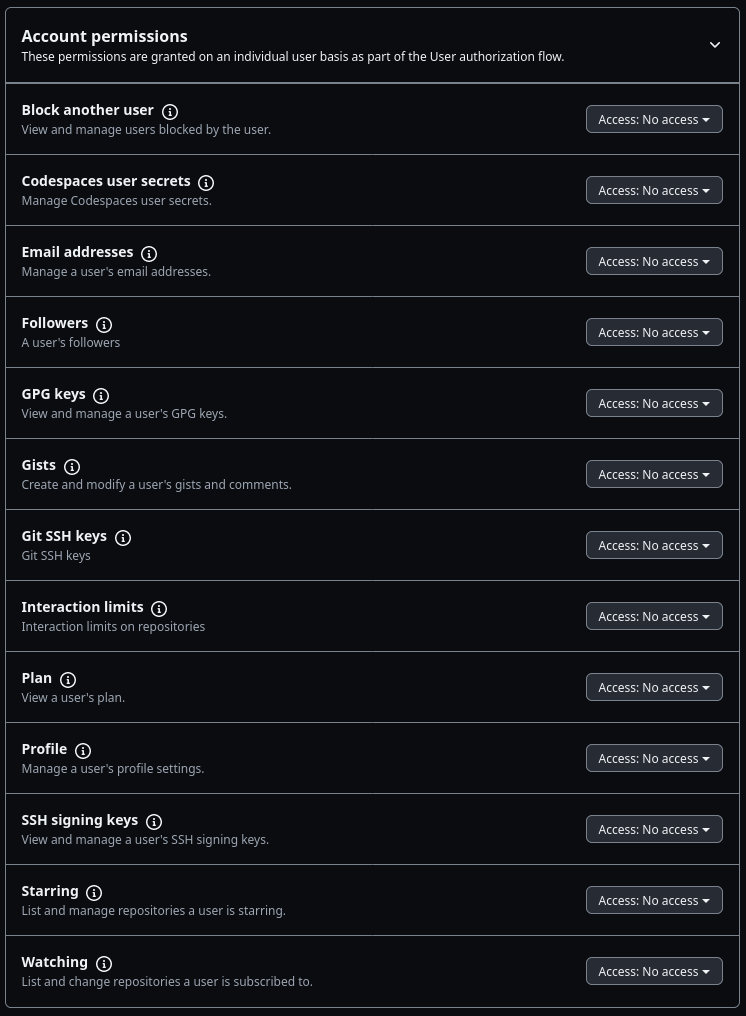 Account permissions
These permissions are granted on an individual user basis as part of the User authorization flow.
Block another user
View and manage users blocked by the user.
Access: No access
Codespaces user secrets
Manage Codespaces user secrets.
Access: No access
Email addresses
Manage a user's email addresses.
Access: No access
Followers
A user's followers
Access: No access
GPG keys
View and manage a user's GPG keys.
Access: No access
Gists
Create and modify a user's gists and comments.
Access: No access
Git SSH keys
Git SSH keys
Access: No access
Interaction limits
Interaction limits on repositories
Access: No access
Plan
View a user's plan.
Access: No access
Profile
Manage a user's profile settings.
Access: No access
SSH signing keys
View and manage a user's SSH signing keys.
Access: No access
Starring
List and manage repositories a user is starring.
Access: No access
Watching
List and change repositories a user is subscribed to.
Access: No access